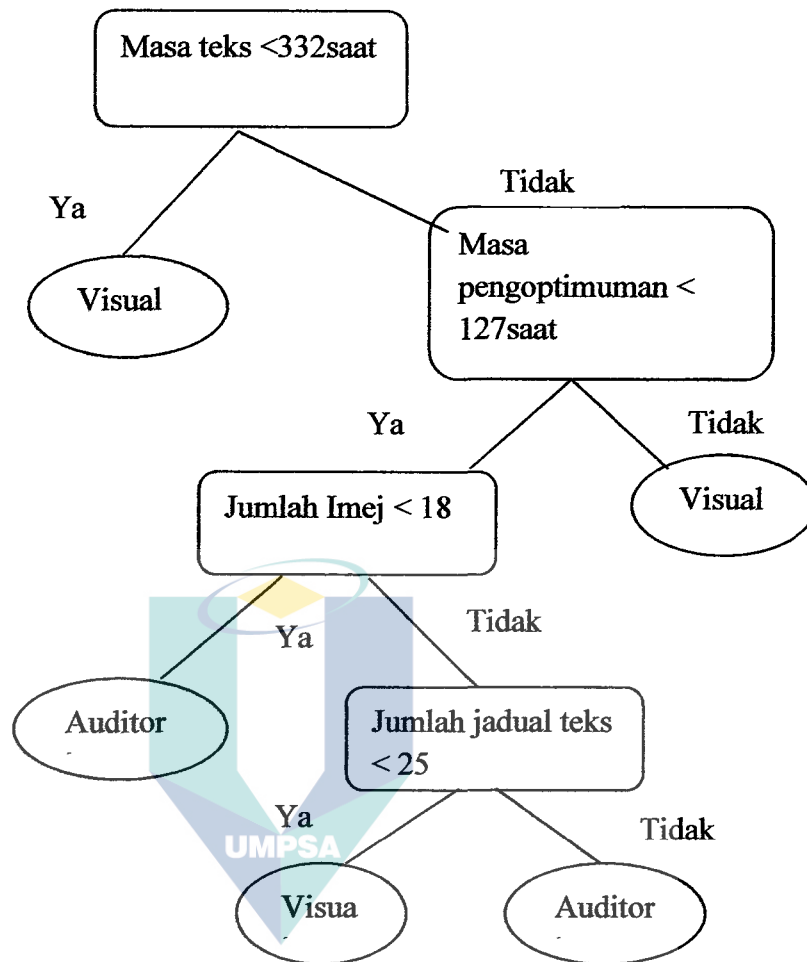 Masa teks <332saat
Ya
Tidak
Visual
Masa
pengoptimuman <
127saat
Ya
Tidak
Jumlah Imej < 18
Visual
Ya
Tidak
Auditor
Jumlah jadual teks
< 25
Ya
Tidak
UMPSA
Visua
Auditor